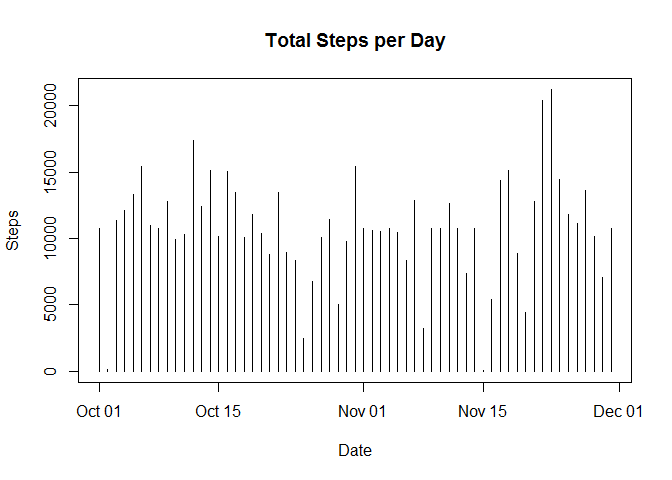 Total Steps per Day
20000
15000
10000
5000
0
Steps
Oct 01 Oct 15 Nov 01 Nov 15 Dec 01
Date